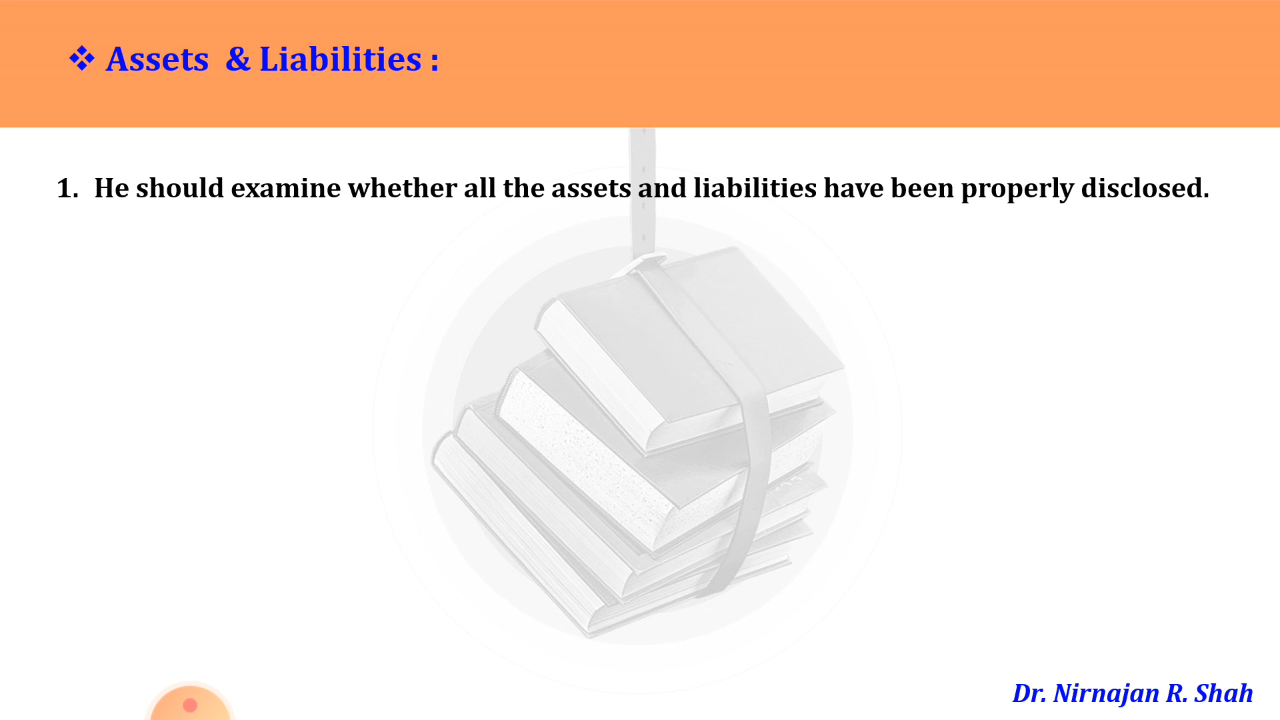 ❖ Assets & Liabilities :
1. He should examine whether all the assets and liabilities have been properly disclosed.
Dr. Nirnajan R. Shah